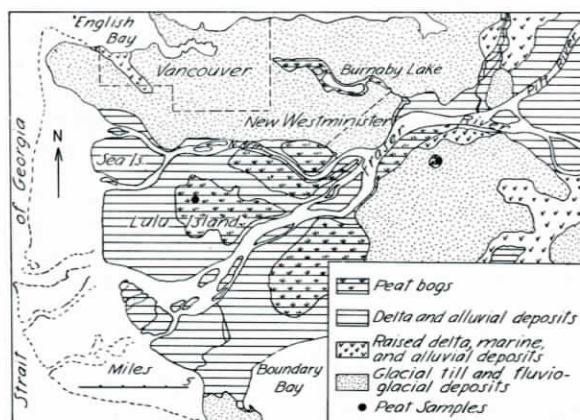 English
Bay
Vancouver
Burnaby Lake
Pitt River
New Westminister
Fraser River
Sea Is.
N
Lulu Island
Strait of Georgia
Miles
5
Boundary
Bay
Peat bogs
Delta and alluvial deposits
Raised delta, marine,
and alluvial deposits
Glacial till and fluvio-
glacial deposits
Peat Samples